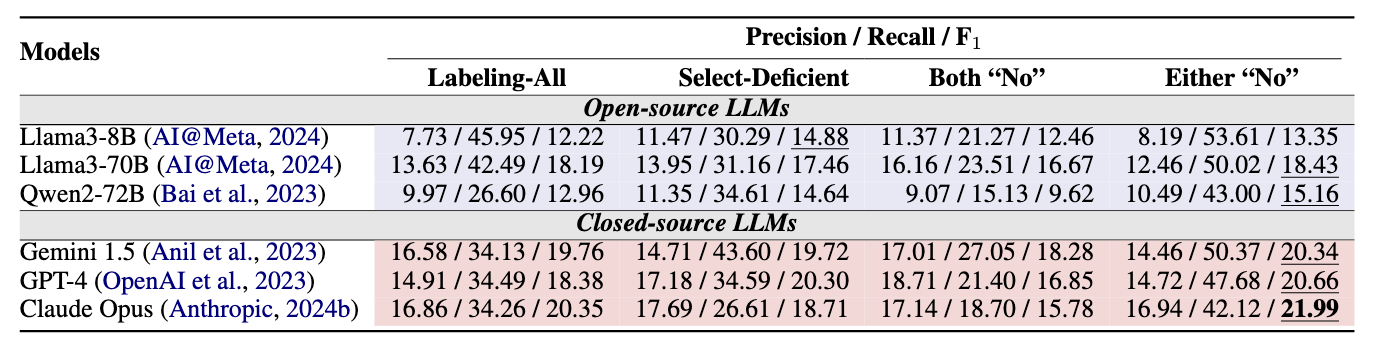 Models
Precision / Recall / F1
Labeling-All Select-Deficient Both “No” Either “No”
Open-source LLMs
Llama3-8B (AI@Meta, 2024) 7.73 / 45.95 / 12.22 11.47 / 30.29 / 14.88 11.37 / 21.27 / 12.46 8.19 / 53.61 / 13.35
Llama3-70B (AI@Meta, 2024) 13.63 / 42.49 / 18.19 13.95 / 31.16 / 17.46 16.16 / 23.51 / 16.67 12.46 / 50.02 / 18.43
Qwen2-72B (Bai et al., 2023) 9.97 / 26.60 / 12.96 11.35 / 34.61 / 14.64 9.07 / 15.13 / 9.62 10.49 / 43.00 / 15.16
Closed-source LLMs
Gemini 1.5 (Anil et al., 2023) 16.58 / 34.13 / 19.76 14.71 / 43.60 / 19.72 17.01 / 27.05 / 18.28 14.46 / 50.37 / 20.34
GPT-4 (OpenAI et al., 2023) 14.91 / 34.49 / 18.38 17.18 / 34.59 / 20.30 18.71 / 21.40 / 16.85 14.72 / 47.68 / 20.66
Claude Opus (Anthropic, 2024b) 16.86 / 34.26 / 20.35 17.69 / 26.61 / 18.71 17.14 / 18.70 / 15.78 16.94 / 42.12 / 21.99